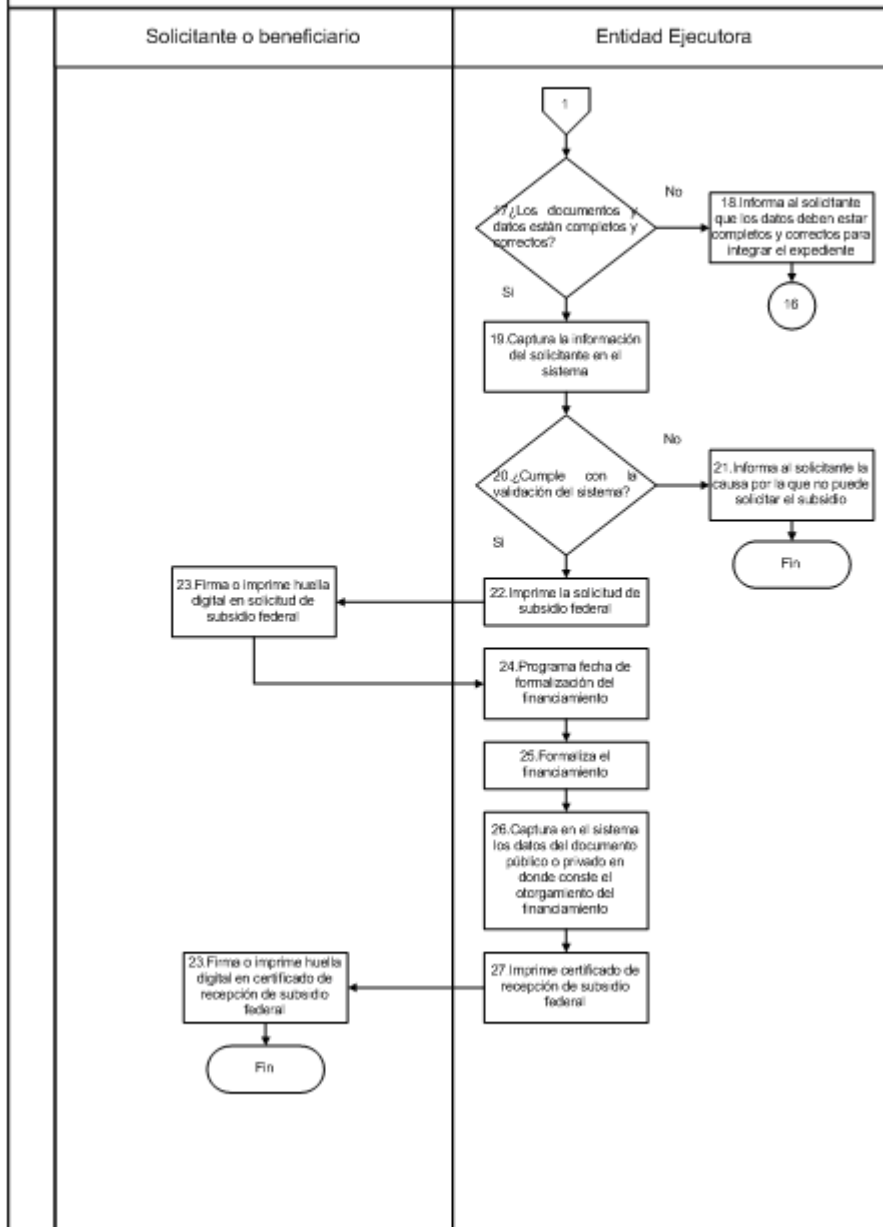 Solicitante o beneficiario
Entidad Ejecutora
1
17¿Los documentos y
datos están completos y
correctos?
No
18.Informa al solicitante
que los datos deben estar
completos y correctos para
integrar el expediente
16
Si
19.Captura la información
del solicitante en el
sistema
20.¿Cumple con la
validación del sistema?
No
21.Informa al solicitante la
causa por la que no puede
solicitar el subsidio
Fin
Si
22.Imprime la solicitud de
subsidio federal
23.Firma o imprime huella
digital en solicitud de
subsidio federal
24.Programa fecha de
formalización del
financiamiento
25.Formaliza el
financiamiento
26.Captura en el sistema
los datos del documento
público o privado en
donde conste el
otorgamiento del
financiamiento
27 Imprime certificado de
recepción de subsidio
federal
23.Firma o imprime huella
digital en certificado de
recepción de subsidio
federal
Fin